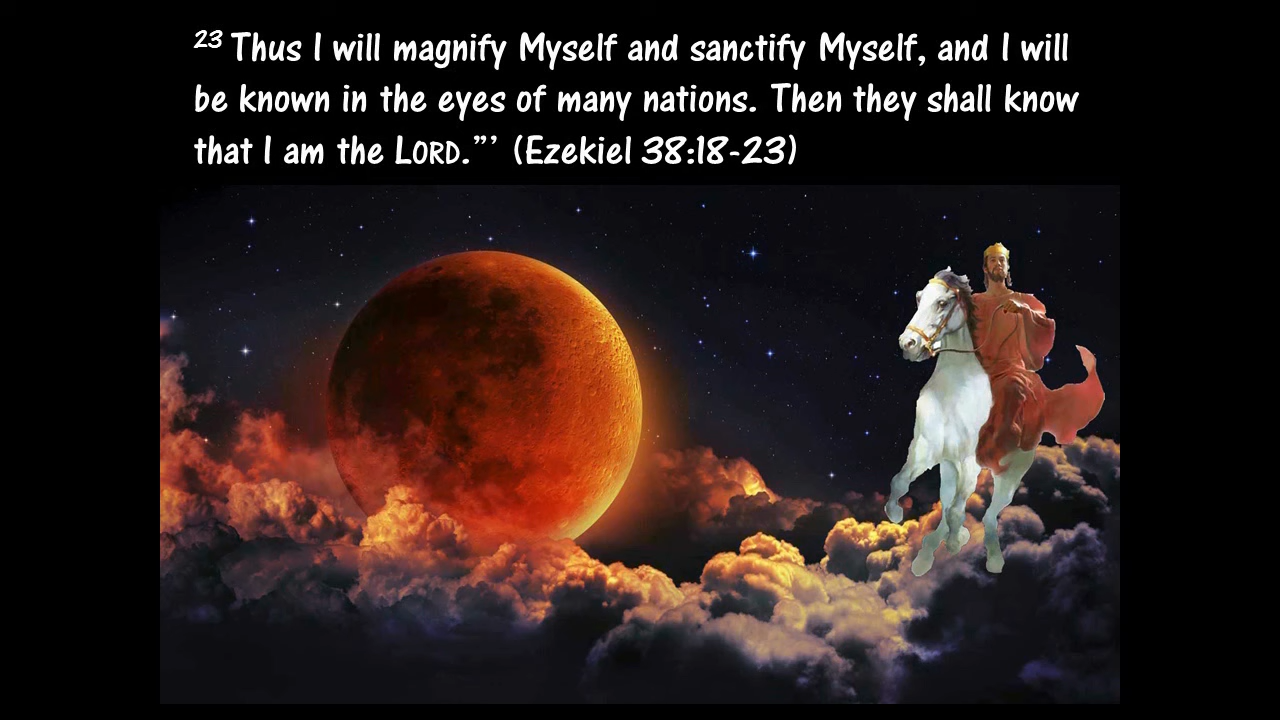 23 Thus I will magnify Myself and sanctify Myself, and I will
be known in the eyes of many nations. Then they shall know
that I am the LORD.”’ (Ezekiel 38:18-23)